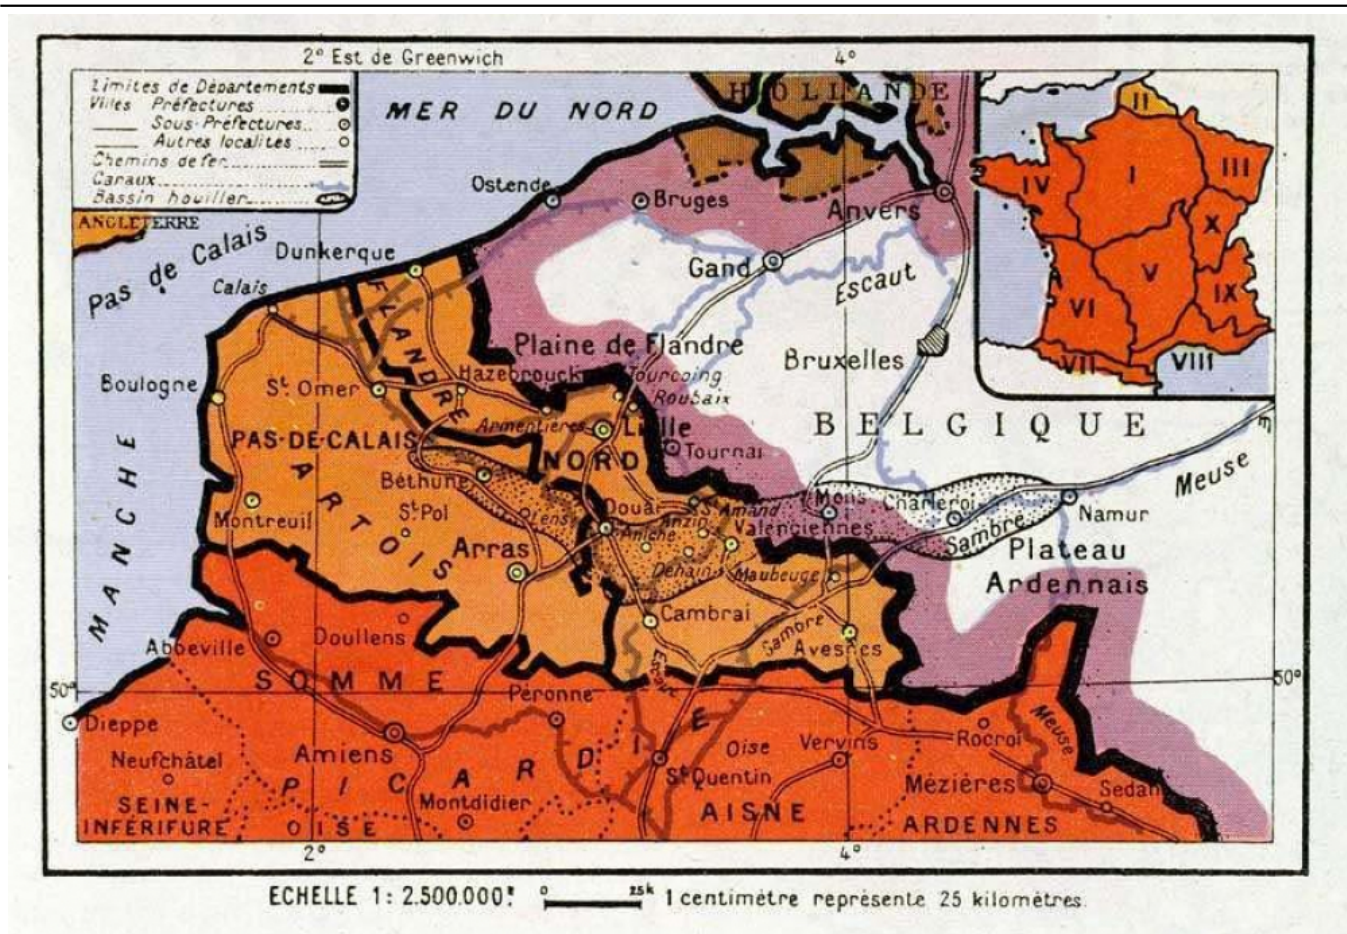 2° Est de Greenwich
4°
Limites de Départements
Villes Préfectures
Sous-Préfectures
Autres localités
Chemins de fer
Canaux
Bassin houiller
MER DU NORD
HOLLANDE
II
I
III
IV
X
V
VI
IX
VII
VIII
ANGLETERRE
Pas de Calais
Ostende
Bruges
Anvers
Dunkerque
Gand
Escaut
Calais
FLANDRE
Plaine de Flandre
Bruxelles
Boulogne
St Omer
Hazebrouck
Tourcoing
Roubaix
Armentières
Lille
BELGIQUE
PAS-DE-CALAIS
NORD
Tournai
MANCHE
ARTOIS
Béthune
Meuse
Montreuil
St Pol
Lens
Douai
St Amand
Anzin
Aniche
Valenciennes
Mons
Charleroi
Namur
Sambre
Arras
Denain
Maubeuge
Plateau
Ardennais
Cambrai
Sambre
Avesnes
Abbeville
Doullens
50°
SOMME
Péronne
50°
Dieppe
Amiens
PICARDIE
Oise
Vervins
Rocroi
Meuse
Neufchâtel
St Quentin
Mézières
Sedan
SEINE-
INFÉRIFURE
OISE
Montdidier
AISNE
ARDENNES
2°
4°
ECHELLE 1: 2.500.000e
0
25k
1 centimètre représente 25 kilomètres.